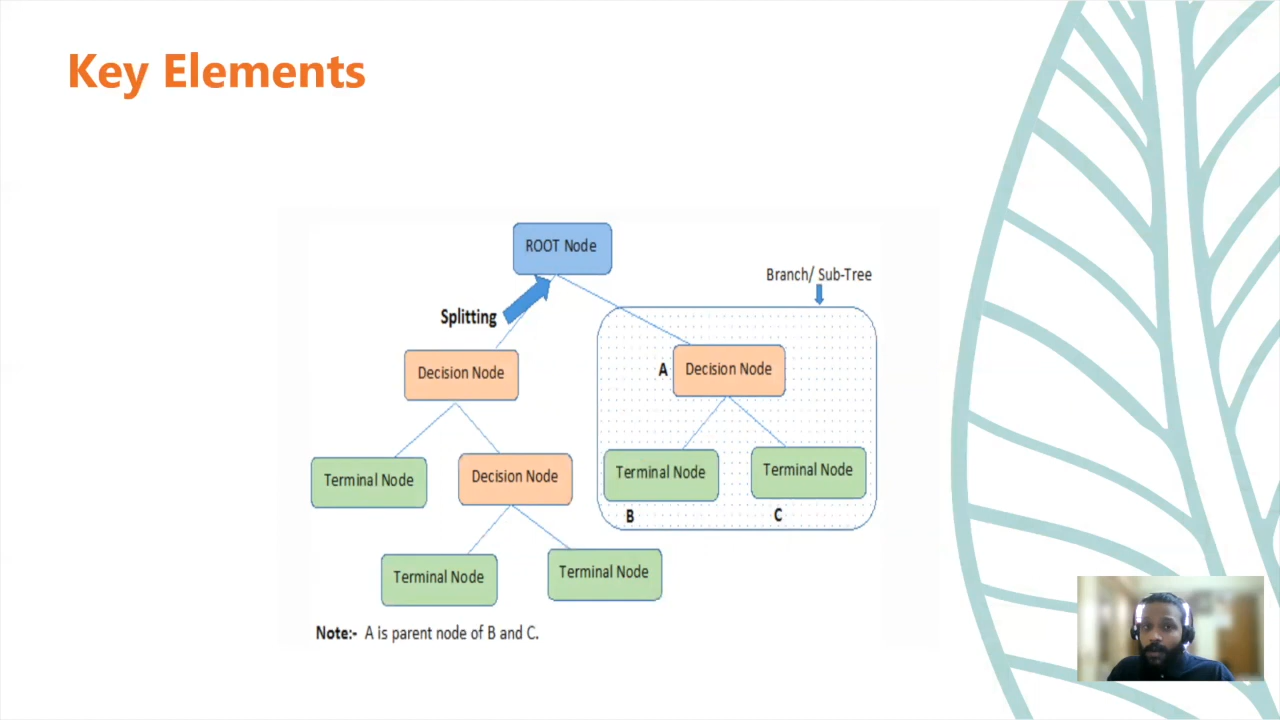 Key Elements
ROOT Node
Branch/ Sub-Tree
Splitting
Decision Node
A
Decision Node
Terminal Node
Decision Node
Terminal Node
Terminal Node
B
C
Terminal Node
Terminal Node
Note:- A is parent node of B and C.